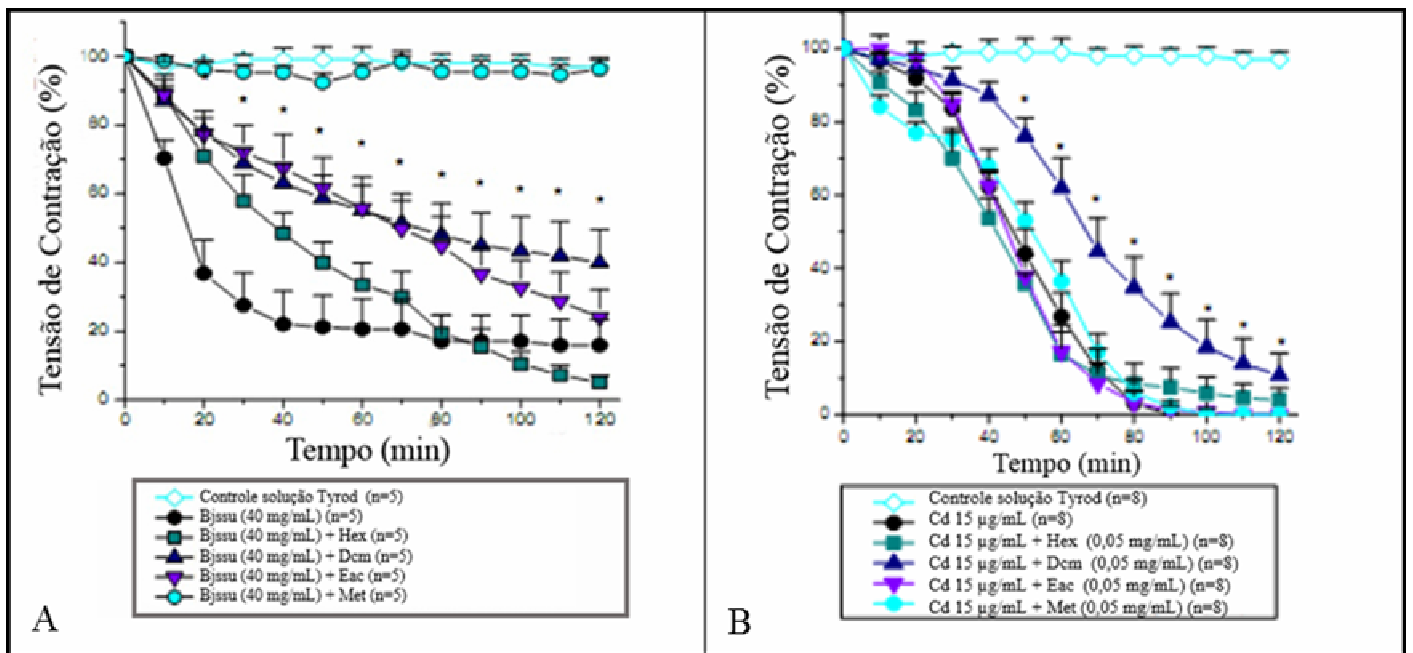 Tensão de Contração (%)
100
80
60
40
20
0
0 20 40 60 80 100 120
Tempo (min)
Controle solução Tyrod (n=5)
Bjssu (40 mg/mL) (n=5)
Bjssu (40 mg/mL) + Hex (n=5)
Bjssu (40 mg/mL) + Dcm (n=5)
Bjssu (40 mg/mL) + Eac (n=5)
Bjssu (40 mg/mL) + Met (n=5)
A
Tensão de Contração (%)
100
80
60
40
20
0
0 20 40 60 80 100 120
Tempo (min)
Controle solução Tyrod (n=8)
Cd 15 µg/mL (n=8)
Cd 15 µg/mL + Hex (0,05 mg/mL) (n=8)
Cd 15 µg/mL + Dcm (0,05 mg/mL) (n=8)
Cd 15 µg/mL + Eac (0,05 mg/mL) (n=8)
Cd 15 µg/mL + Met (0,05 mg/mL) (n=8)
B